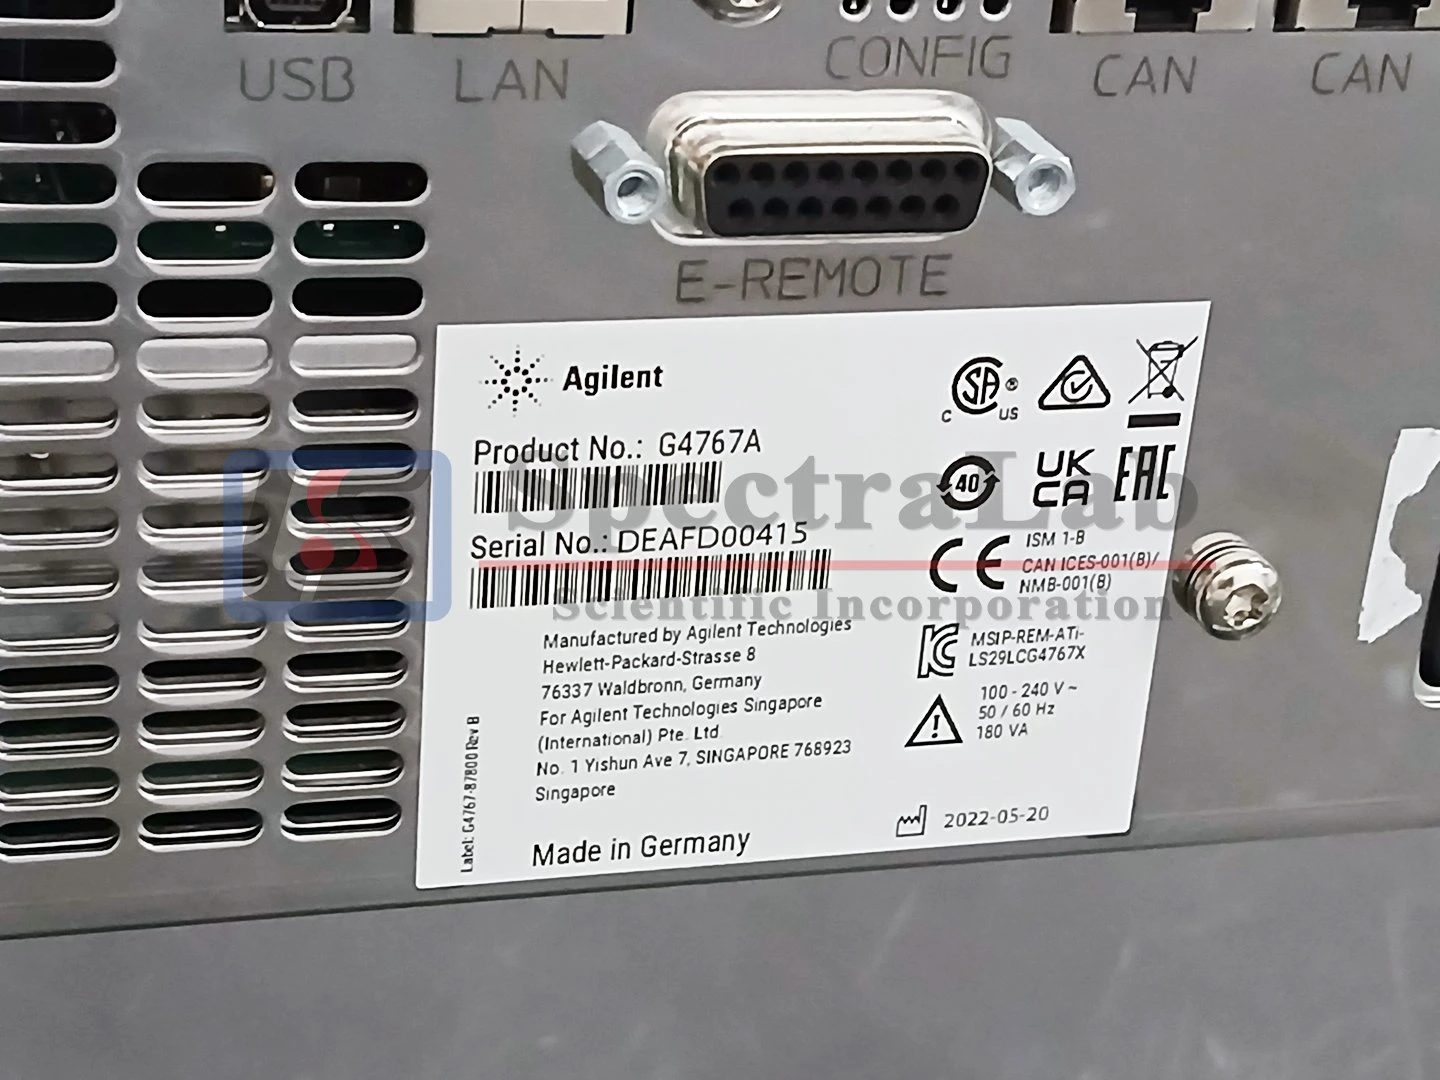 USB
LAN
CONFIG
CAN
CAN
E-REMOTE
Agilent
Product No.: G4767A
Serial No.: DEAFD00415
Manufactured by Agilent Technologies
Hewlett-Packard-Strasse 8
76337 Waldbronn, Germany
For Agilent Technologies Singapore
(International) Pte. Ltd.
No. 1 Yishun Ave 7, SINGAPORE 768923
Singapore
Made in Germany
Label: G4767-87800 Rev B
C SA ® US
40
UK CA
EAC
CE
ISM 1-B
CAN ICES-001(B)/
NMB-001(B)
MSIP-REM-ATi-
LS29LCG4767X
100 - 240 V ~
50 / 60 Hz
180 VA
2022-05-20
SpectraLab
Scientific Incorporation